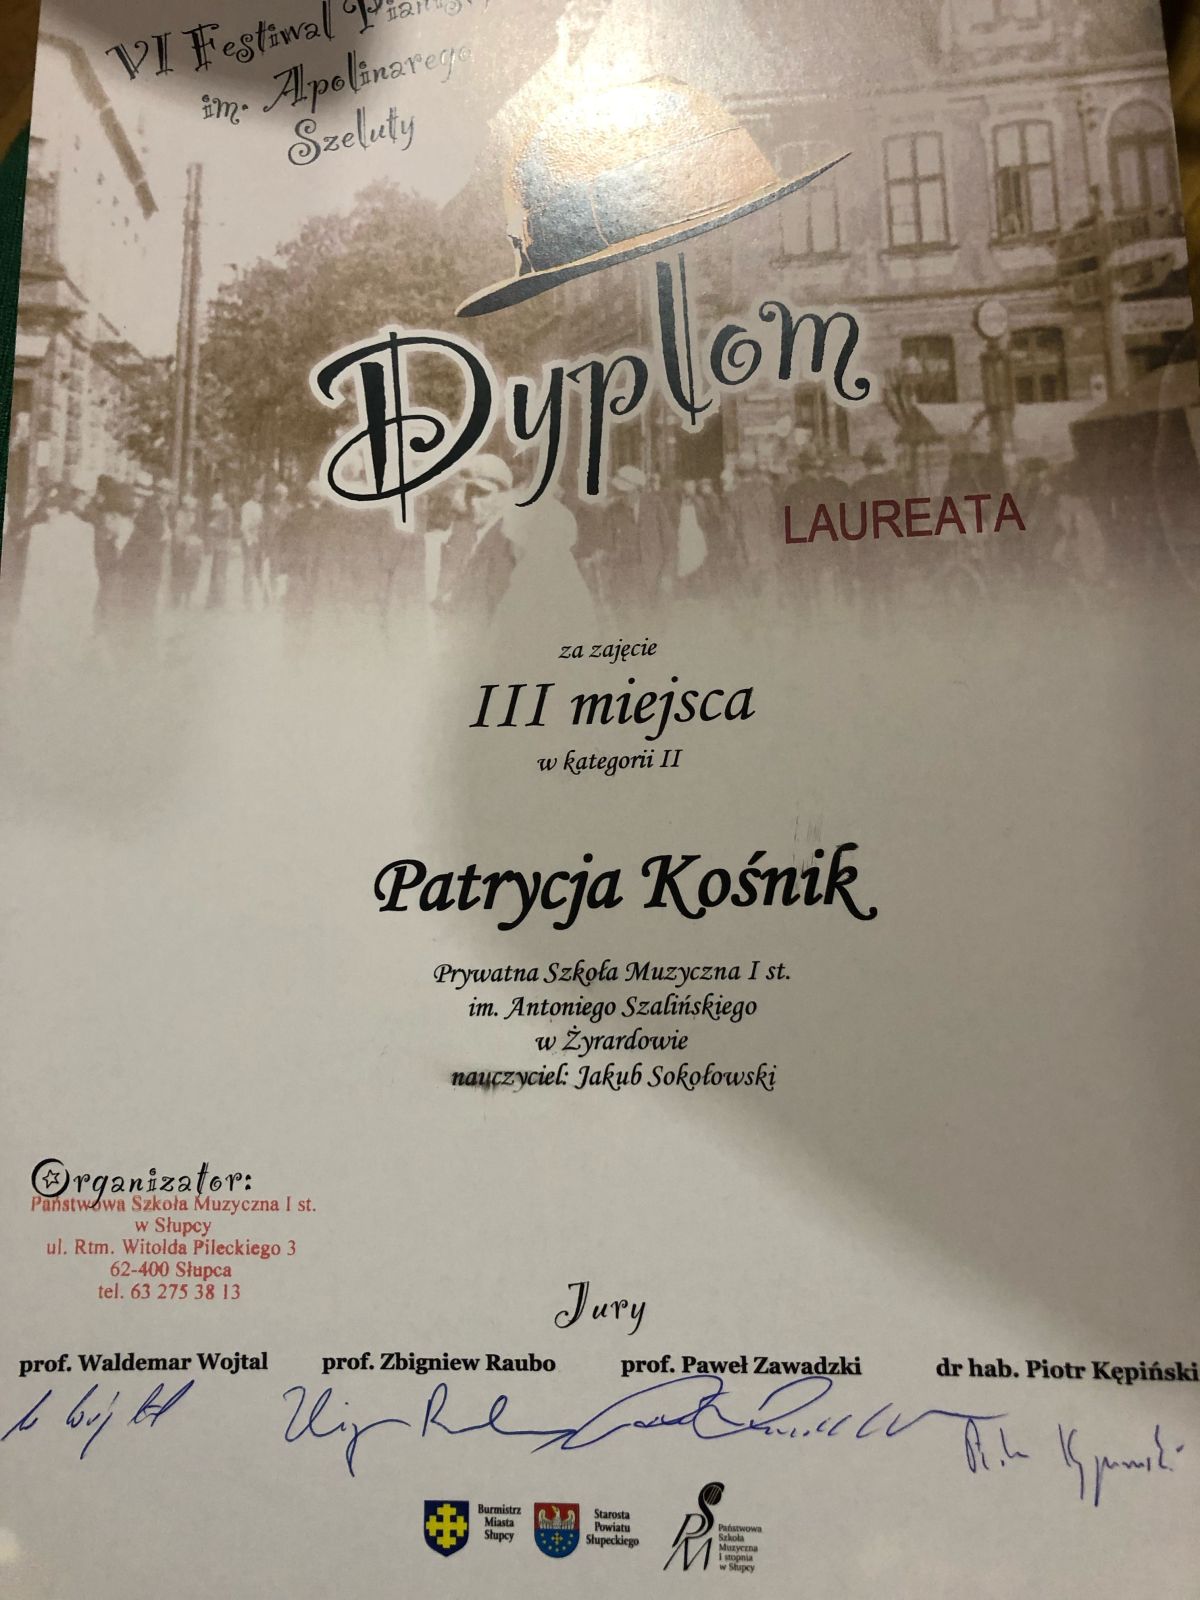 VI Festiwal
im. Apolinarego
Szeluty
Dyplom
LAUREATA
za zajęcie
III miejsca
w kategorii II
Patrycja Kośnik
Prywatna Szkoła Muzyczna I st.
im. Antoniego Szalińskiego
w Żyrardowie
nauczyciel: Jakub Sokołowski
Organizator:
Państwowa Szkoła Muzyczna I st.
w Słupcy
ul. Rtm. Witolda Pileckiego 3
62-400 Słupca
tel. 63 275 38 13
Jury
prof. Waldemar Wojtal prof. Zbigniew Raubo prof. Paweł Zawadzki dr hab. Piotr Kępiński
Burmistrz
Miasta
Słupcy
Starosta
Powiatu
Słupeckiego
PSM
Państwowa
Szkoła
Muzyczna
I stopnia
w Słupcy